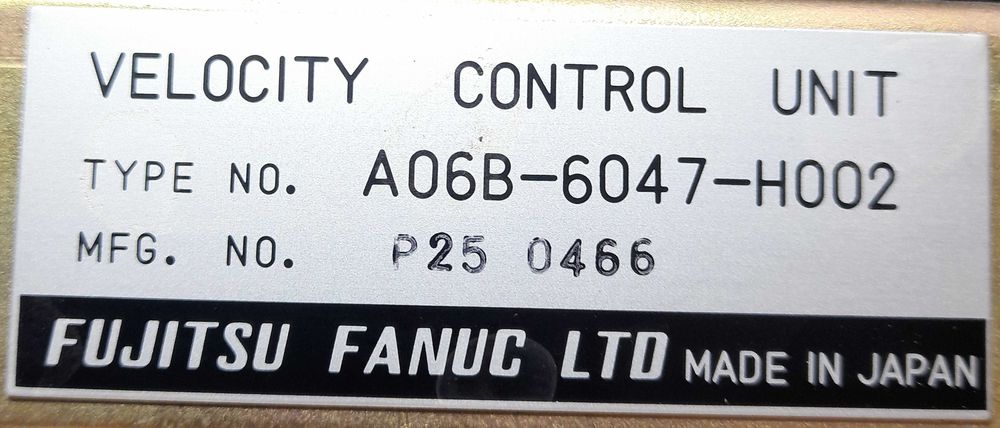 VELOCITY CONTROL UNIT
TYPE NO. A06B-6047-H002
MFG. NO. P25 0466
FUJITSU FANUC LTD MADE IN JAPAN